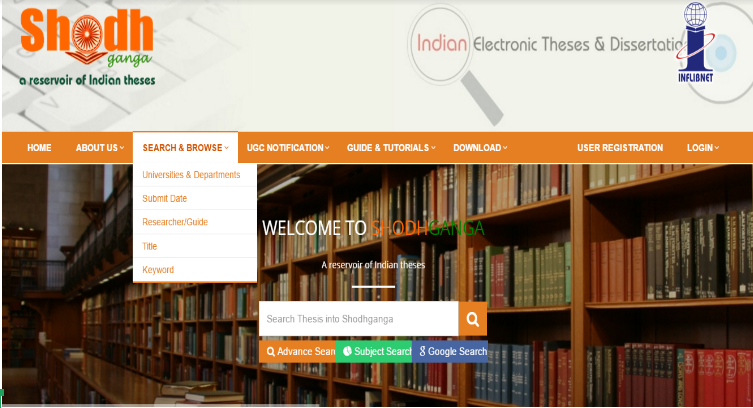 Shodh
ganga
a reservoir of Indian theses
Indian Electronic Theses & Dissertatio
INFLIBNET
HOME ABOUT US SEARCH & BROWSE UGC NOTIFICATION GUIDE & TUTORIALS DOWNLOAD USER REGISTRATION LOGIN
Universities & Departments
Submit Date
Researcher/Guide
Title
Keyword
WELCOME TO SHODHGANGA
A reservoir of Indian theses
Search Thesis into Shodhganga
Advance Sear Subject Search Google Search